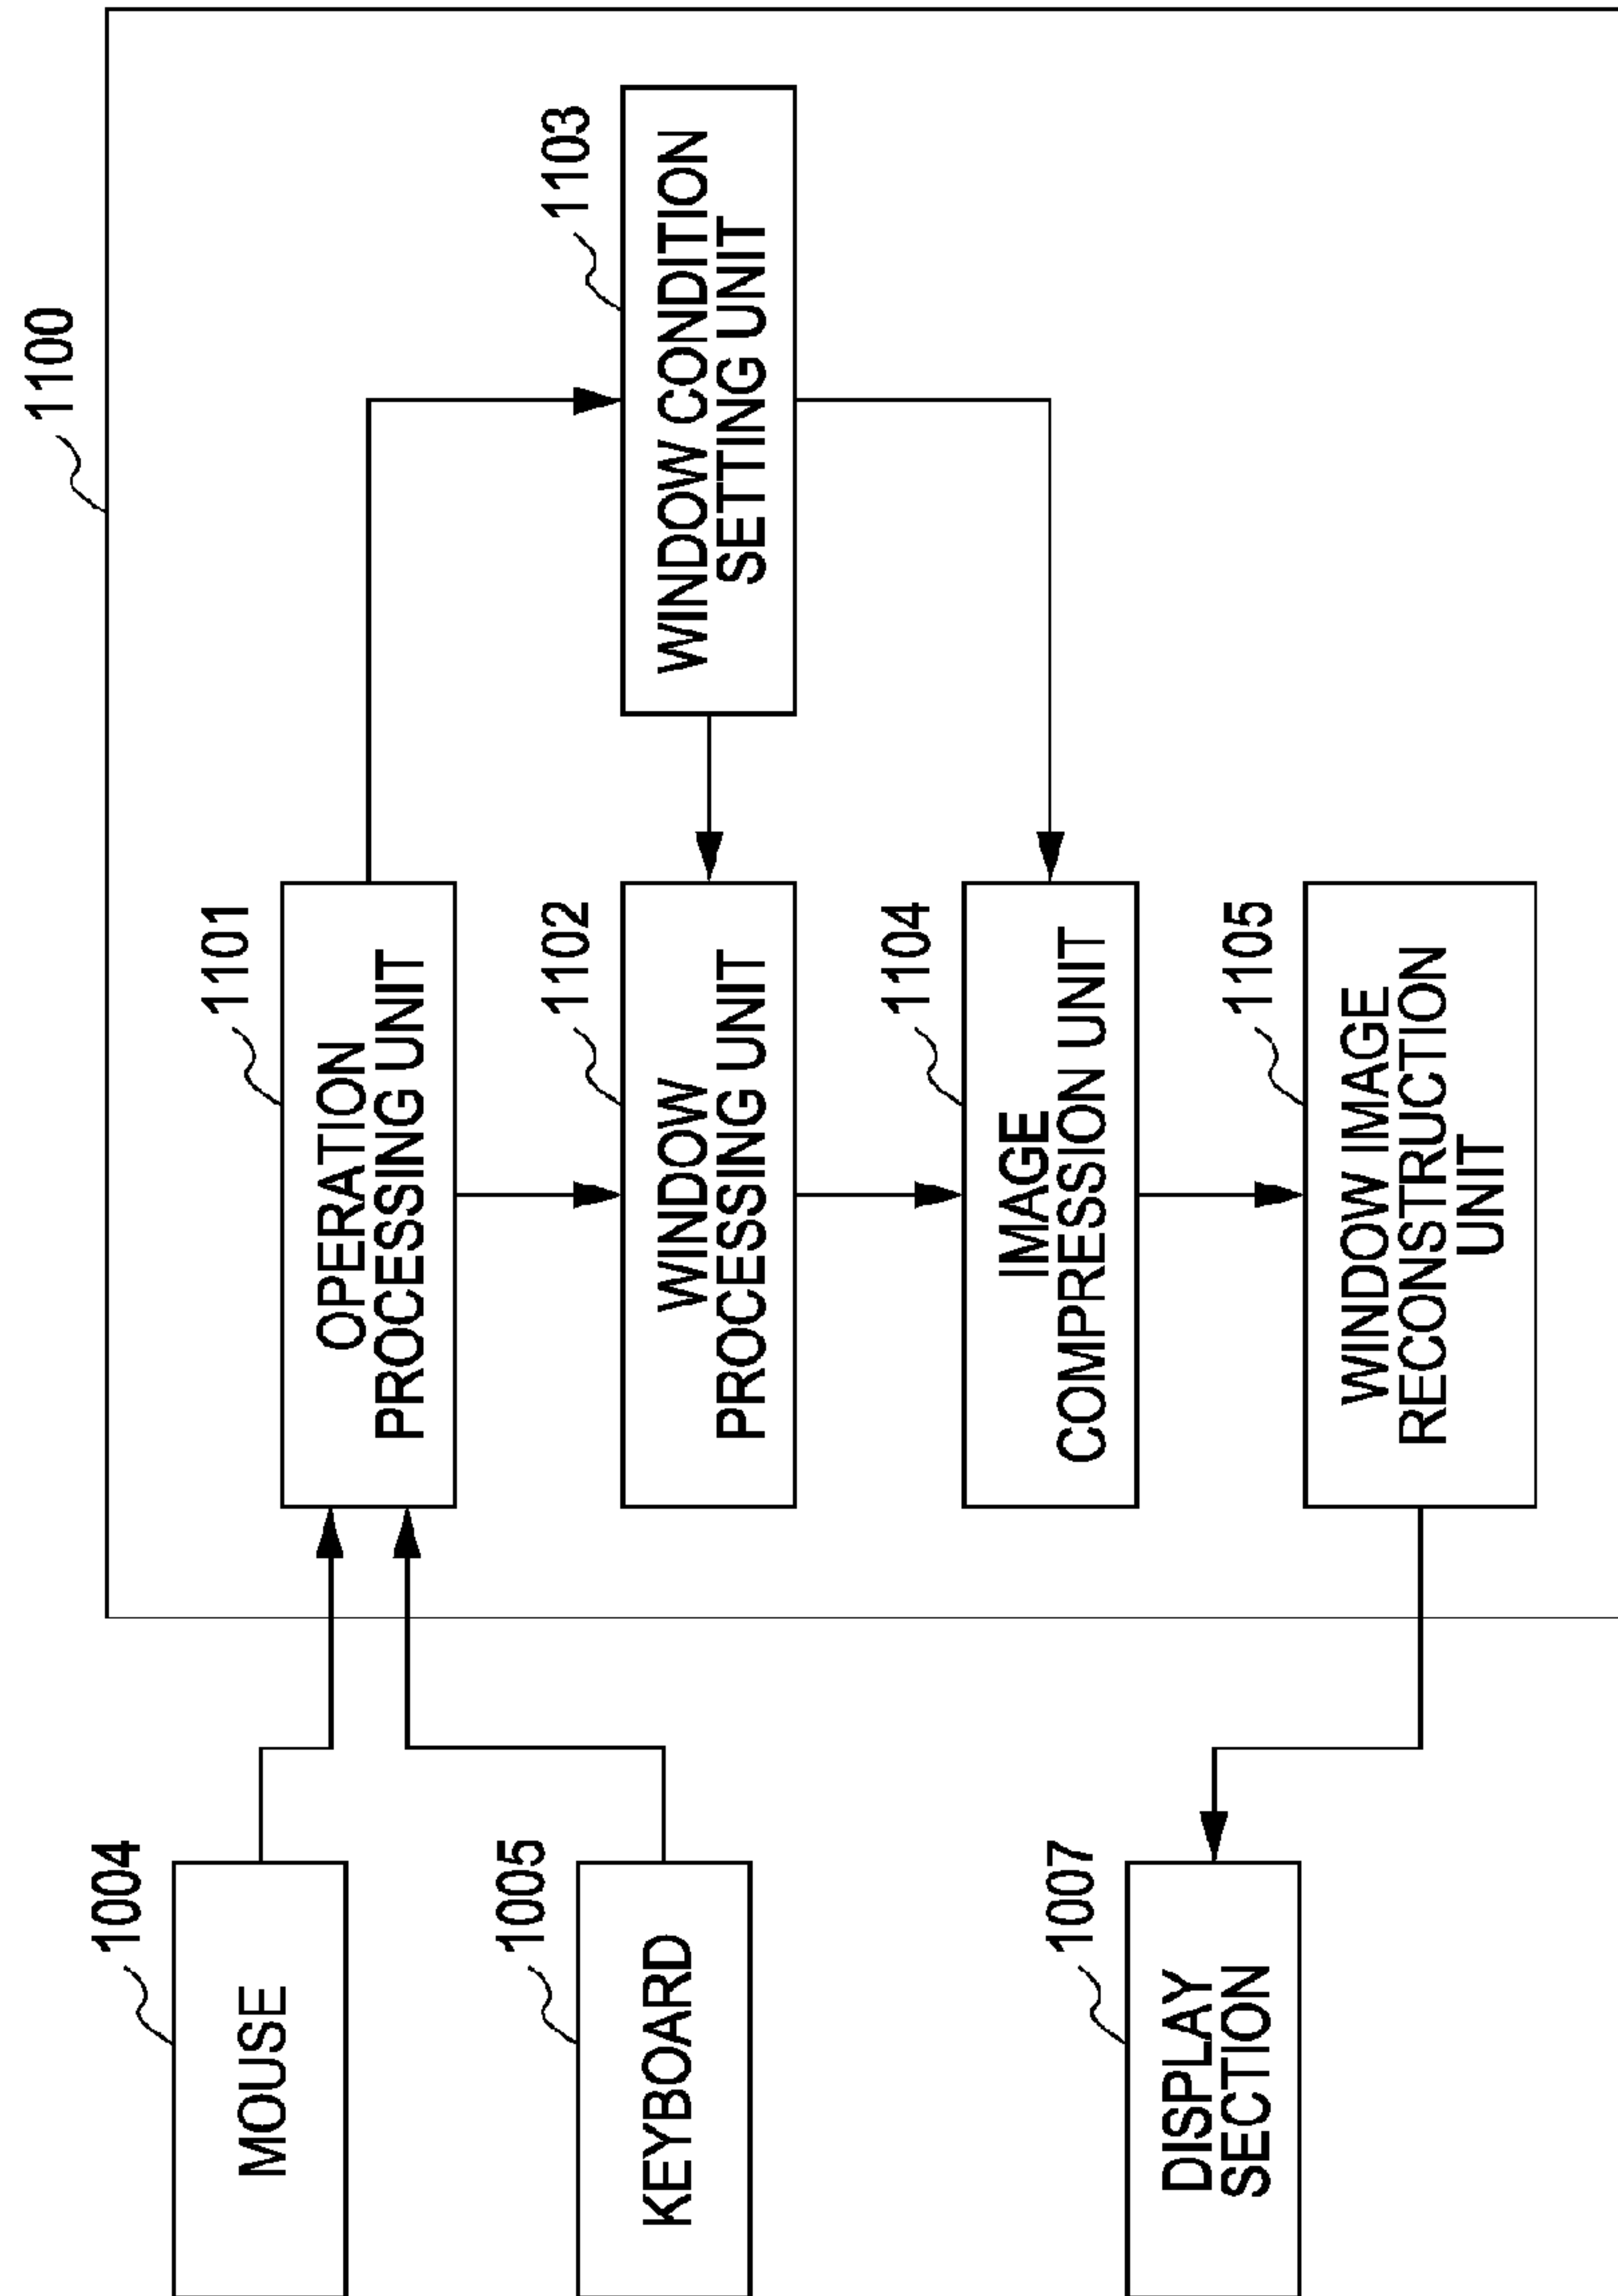 1100
1004
MOUSE
1005
KEYBOARD
1007
DISPLAY
SECTION
1101
OPERATION
PROCESSING UNIT
1102
WINDOW
PROCESSING UNIT
1103
WINDOW CONDITION
SETTING UNIT
1104
IMAGE
COMPRESSION UNIT
1105
WINDOW IMAGE
RECONSTRUCTION
UNIT